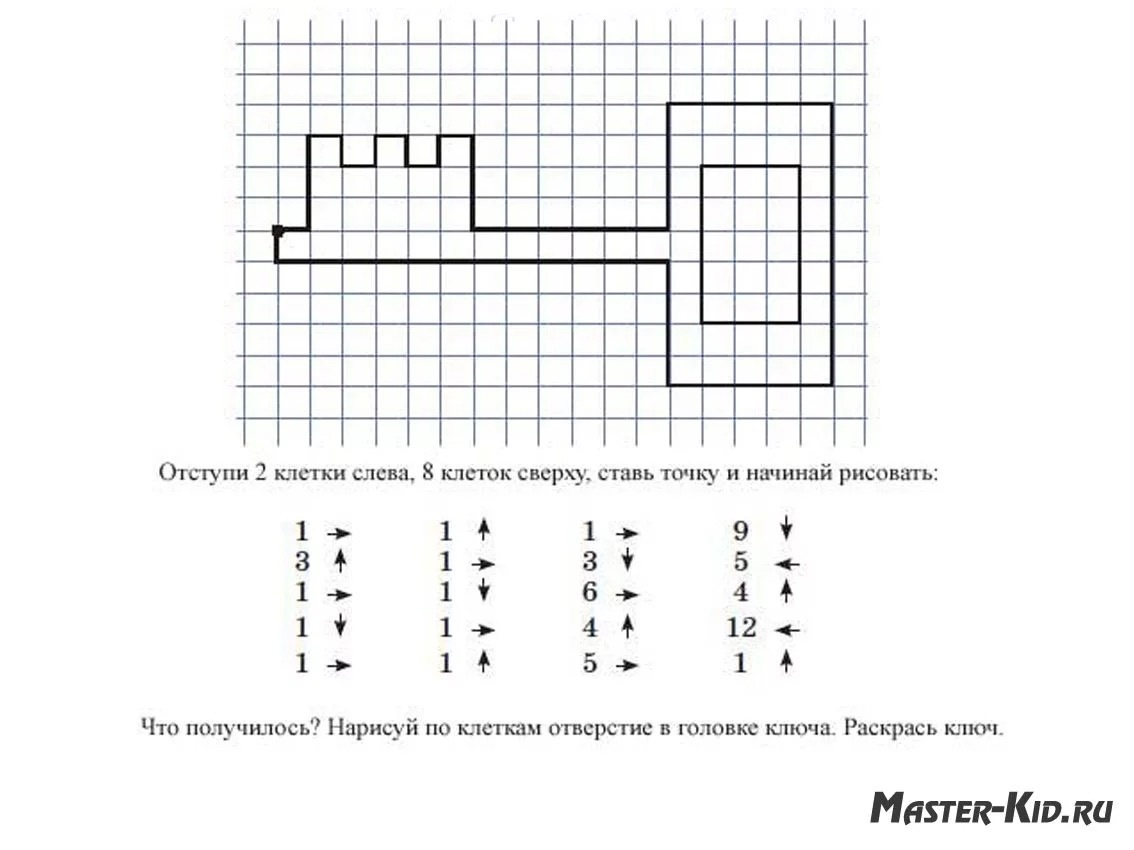 Отступи 2 клетки слева, 8 клеток сверху, ставь точку и начинай рисовать:
1 → 1 ↑ 1 → 9 ↓
3 ↑ 1 → 3 ↓ 5 ←
1 → 1 ↓ 6 → 4 ↑
1 ↓ 1 → 4 ↑ 12 ←
1 → 1 ↑ 5 → 1 ↑
Что получилось? Нарисуй по клеткам отверстие в головке ключа. Раскрась ключ.
MASTER-KID.RU